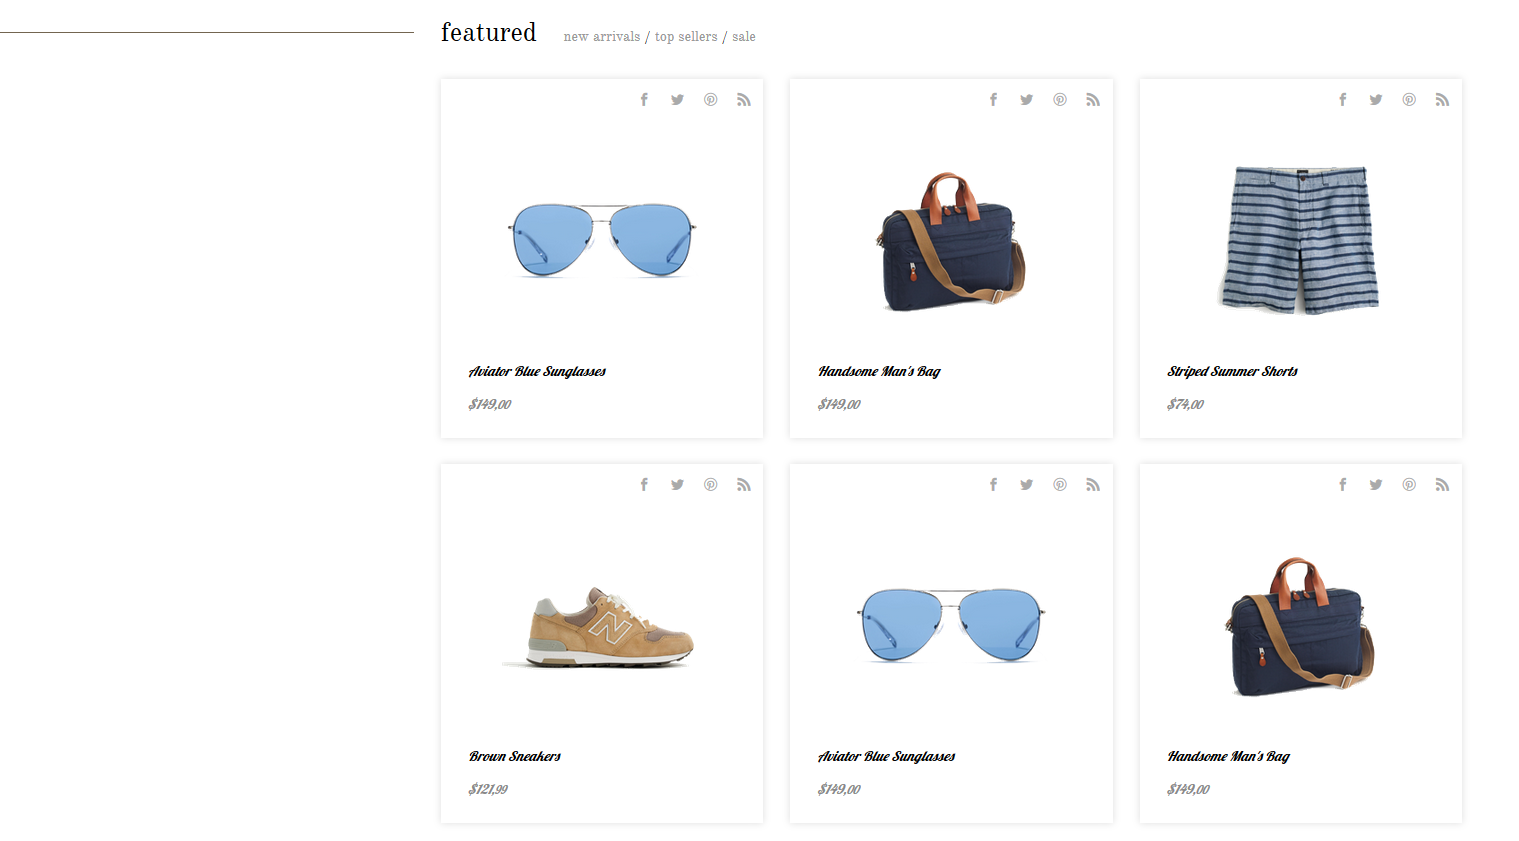 featured new arrivals / top sellers / sale
Aviator Blue Sunglasses
$149,00
Handsome Man's Bag
$149,00
Striped Summer Shorts
$74,00
N
Brown Sneakers
$121,99
Aviator Blue Sunglasses
$149,00
Handsome Man's Bag
$149,00